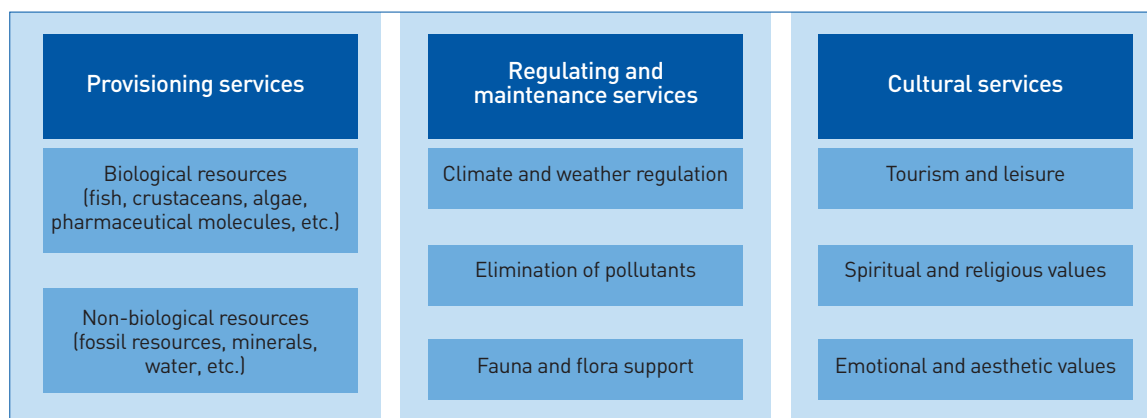 Provisioning services
Biological resources
(fish, crustaceans, algae,
pharmaceutical molecules, etc.)
Non-biological resources
(fossil resources, minerals,
water, etc.)
Regulating and
maintenance services
Climate and weather regulation
Elimination of pollutants
Fauna and flora support
Cultural services
Tourism and leisure
Spiritual and religious values
Emotional and aesthetic values